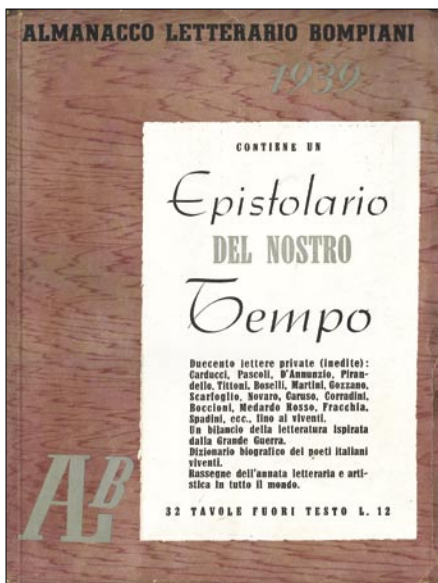 ALMANACCO LETTERARIO BOMPIANI
1939
CONTIENE UN
Epistolario
DEL NOSTRO
Tempo
Duecento lettere private (inedite):
Carducci, Pascoli, D'Annunzio, Piran-
dello, Tittoni, Boselli, Martini, Gozzano,
Scarfoglio, Novaro, Caruso, Corradini,
Boccioni, Medardo Rosso, Fracchia,
Spadini, ecc., fino ai viventi.
Un bilancio della letteratura ispirata
dalla Grande Guerra.
Dizionario biografico dei poeti italiani
viventi.
Rassegne dell'annata letteraria e arti-
stica in tutto il mondo.
32 TAVOLE FUORI TESTO L. 12
ALB